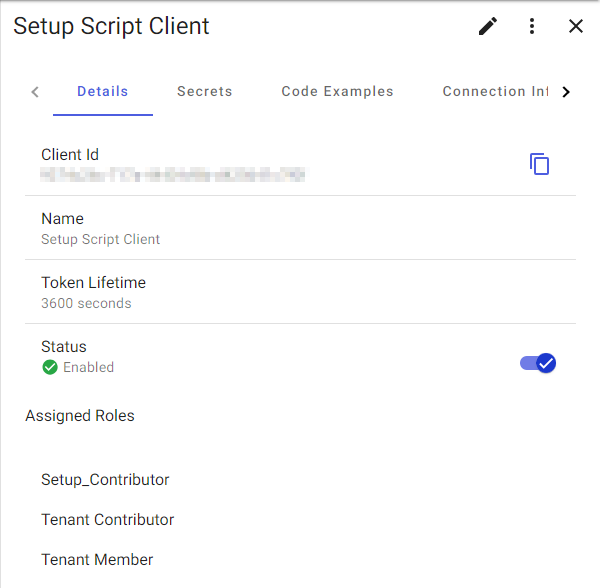 Setup Script Client
Details Secrets Code Examples Connection Inf
Client Id
Name
Setup Script Client
Token Lifetime
3600 seconds
Status
Enabled
Assigned Roles
Setup_Contributor
Tenant Contributor
Tenant Member